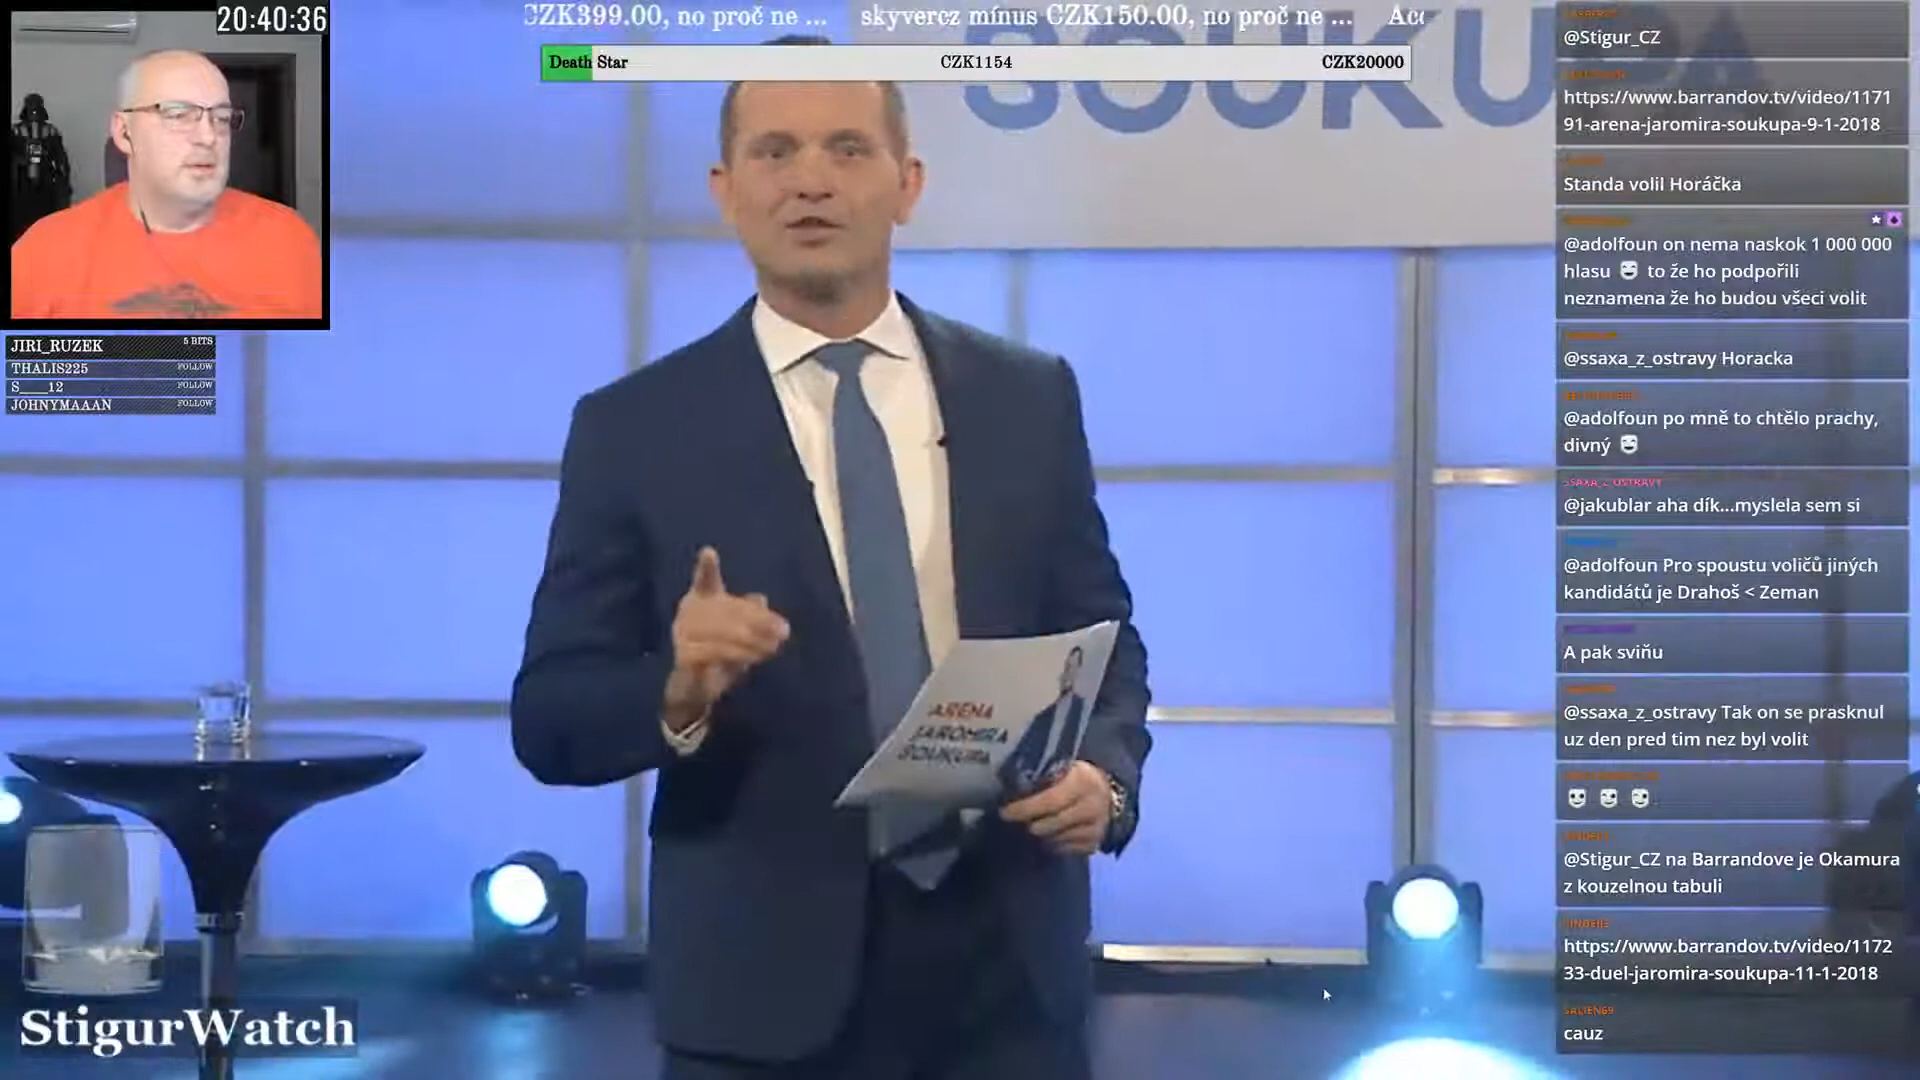 20:40:36
CZK399.00, no proč ne ... skyvercz mínus CZK150.00, no proč ne ...
Death Star CZK1154 CZK20000
SOUKUPA
JIRI_RUZEK 5 BITS
THALIS225 FOLLOW
S___12 FOLLOW
JOHNYMAAAN FOLLOW
ARENA
JAROMÍRA
SOUKUPA
StigurWatch
@Stigur_CZ
https://www.barrandov.tv/video/1171
91-arena-jaromira-soukupa-9-1-2018
Standa volil Horáčka
@adolfoun on nema naskok 1 000 000
hlasu to že ho podpořili
neznamena že ho budou všeci volit
@ssaxa_z_ostravy Horacka
@adolfoun po mně to chtělo prachy,
divný
SSAXA_Z_OSTRAVY
@jakublar aha dík...myslela sem si
@adolfoun Pro spoustu voličů jiných
kandidátů je Drahoš < Zeman
A pak sviňu
@ssaxa_z_ostravy Tak on se prasknul
uz den pred tim nez byl volit
@Stigur_CZ na Barrandove je Okamura
z kouzelnou tabuli
https://www.barrandov.tv/video/1172
33-duel-jaromira-soukupa-11-1-2018
SALTEN69
cauz